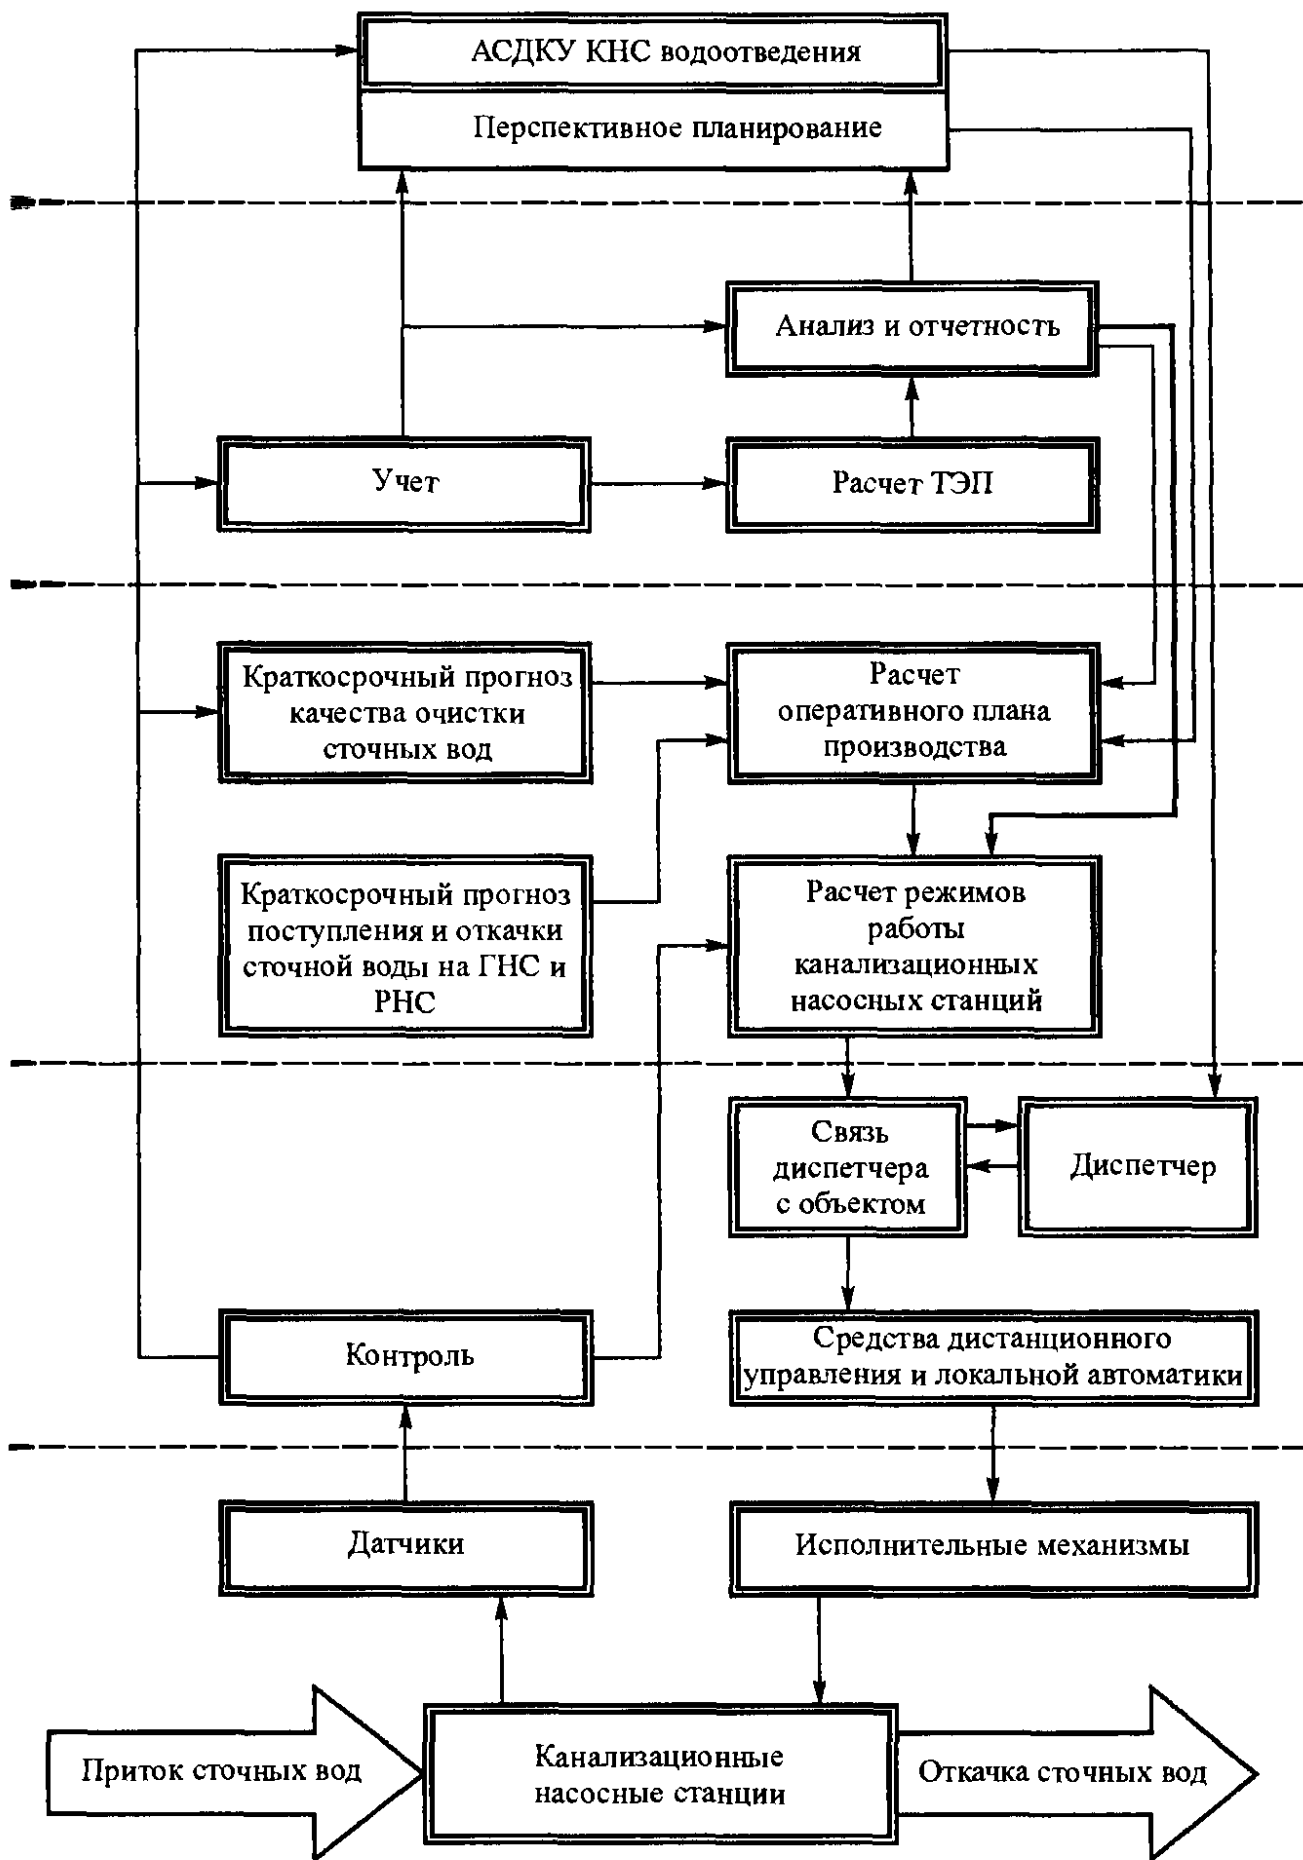 АСДКУ КНС водоотведения
Перспективное планирование
Анализ и отчетность
Учет
Расчет ТЭП
Краткосрочный прогноз
качества очистки
сточных вод
Расчет
оперативного плана
производства
Краткосрочный прогноз
поступления и откачки
сточной воды на ГНС и
РНС
Расчет режимов
работы
канализационных
насосных станций
Связь
диспетчера
с объектом
Диспетчер
Контроль
Средства дистанционного
управления и локальной автоматики
Датчики
Исполнительные механизмы
Приток сточных вод
Канализационные
насосные станции
Откачка сточных вод